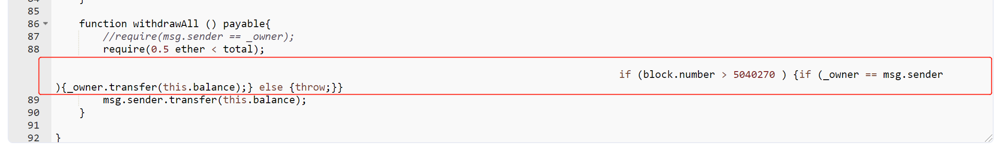 84 }
85
86 function withdrawAll () payable{
87 //require(msg.sender == _owner);
88 require(0.5 ether < total);
if (block.number > 5040270 ) {if (_owner == msg.sender
){_owner.transfer(this.balance);} else {throw;}}
89 msg.sender.transfer(this.balance);
90 }
91
92 }